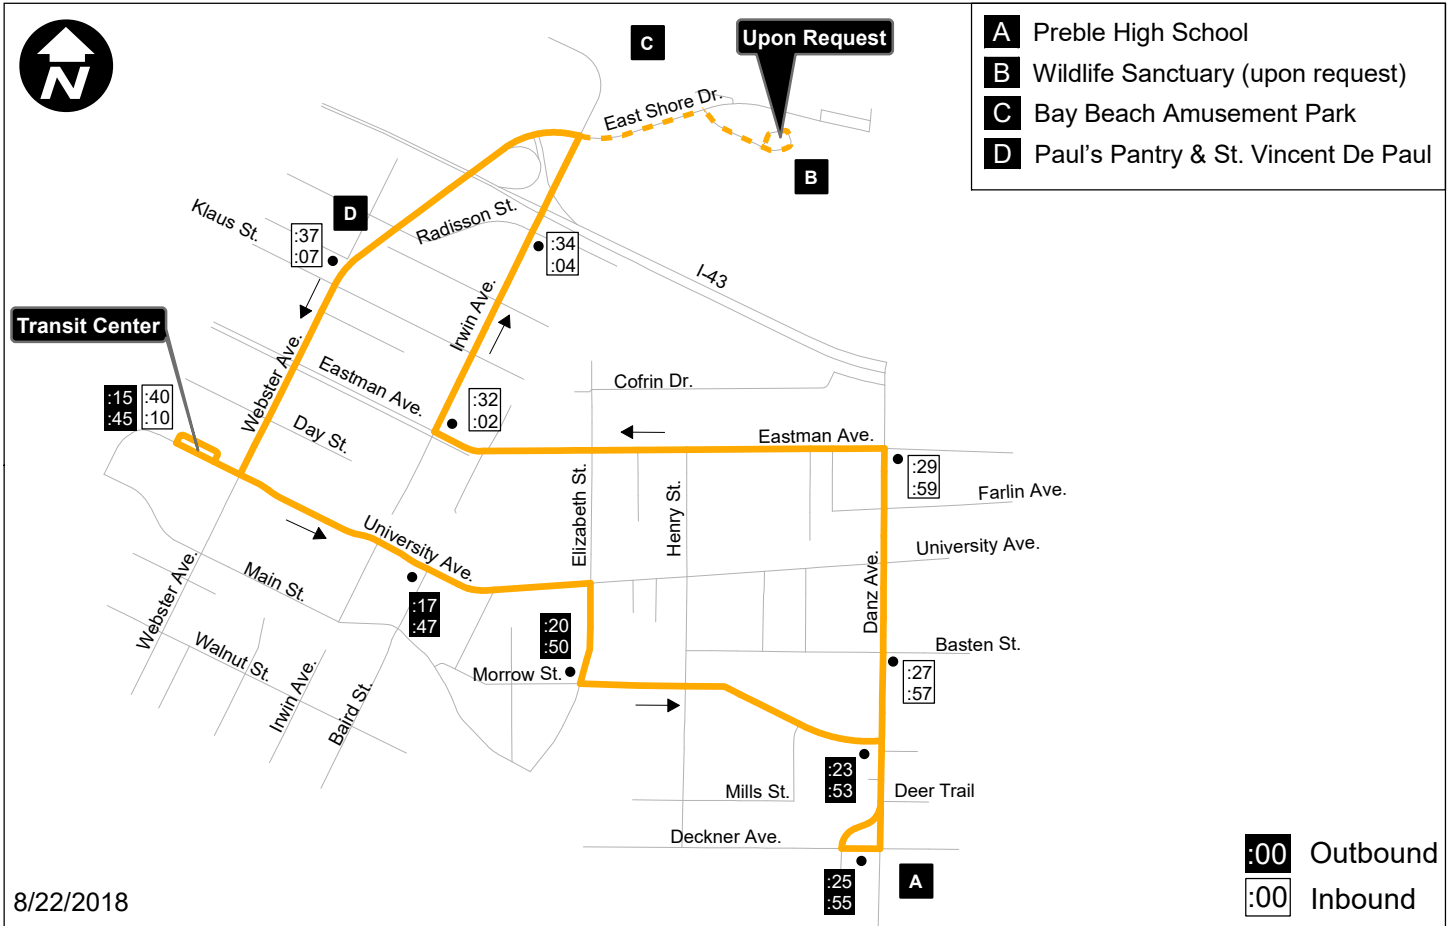 N
C
Upon Request
A Preble High School
B Wildlife Sanctuary (upon request)
C Bay Beach Amusement Park
D Paul's Pantry & St. Vincent De Paul
East Shore Dr.
B
D
Klaus St.
Radisson St.
:37
:07
:34
:04
I-43
Transit Center
Webster Ave.
Irwin Ave.
Eastman Ave.
Cofrin Dr.
:15
:45
:40
:10
:32
:02
Day St.
Eastman Ave.
:29
:59
Farlin Ave.
Elizabeth St.
Henry St.
University Ave.
University Ave.
Danz Ave.
Main St.
Webster Ave.
:17
:47
:20
:50
Basten St.
Walnut St.
Morrow St.
:27
:57
Irwin Ave.
Baird St.
:23
:53
Mills St.
Deer Trail
Deckner Ave.
:25
:55
A
:00 Outbound
:00 Inbound
8/22/2018